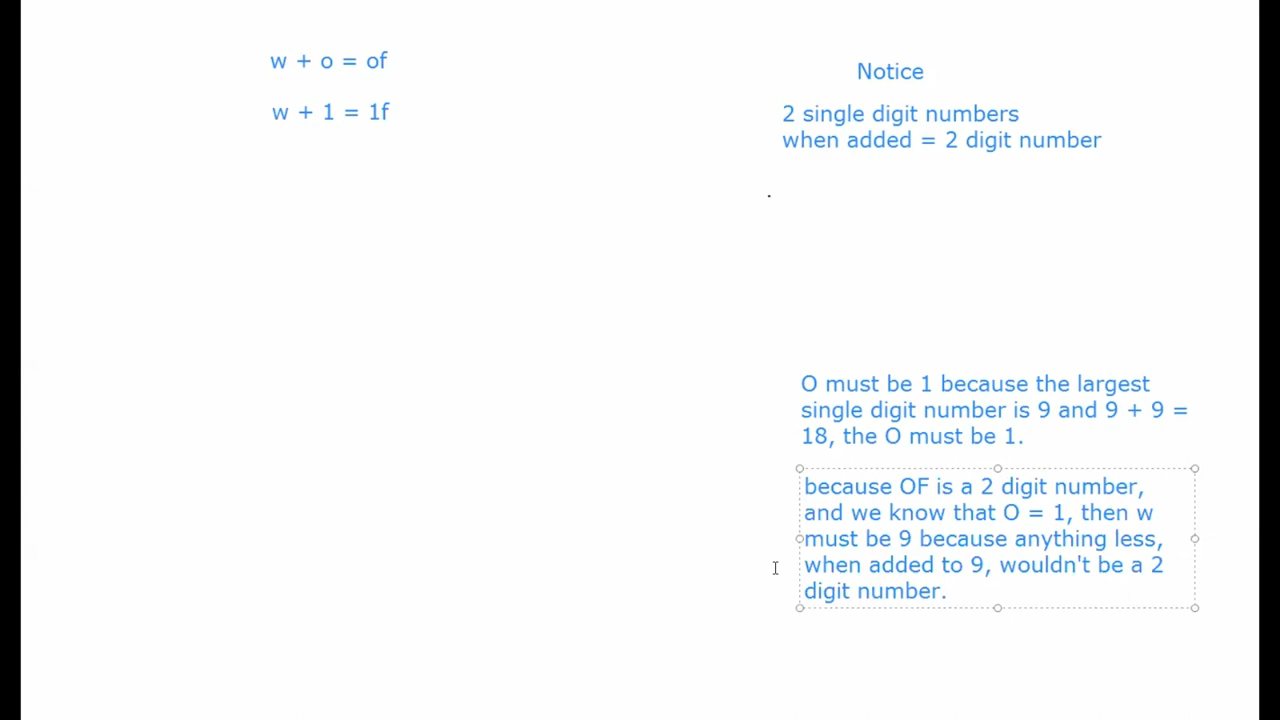 w + o = of
w + 1 = 1f
Notice
2 single digit numbers
when added = 2 digit number
O must be 1 because the largest
single digit number is 9 and 9 + 9 =
18, the O must be 1.
because OF is a 2 digit number,
and we know that O = 1, then w
must be 9 because anything less,
when added to 9, wouldn't be a 2
digit number.